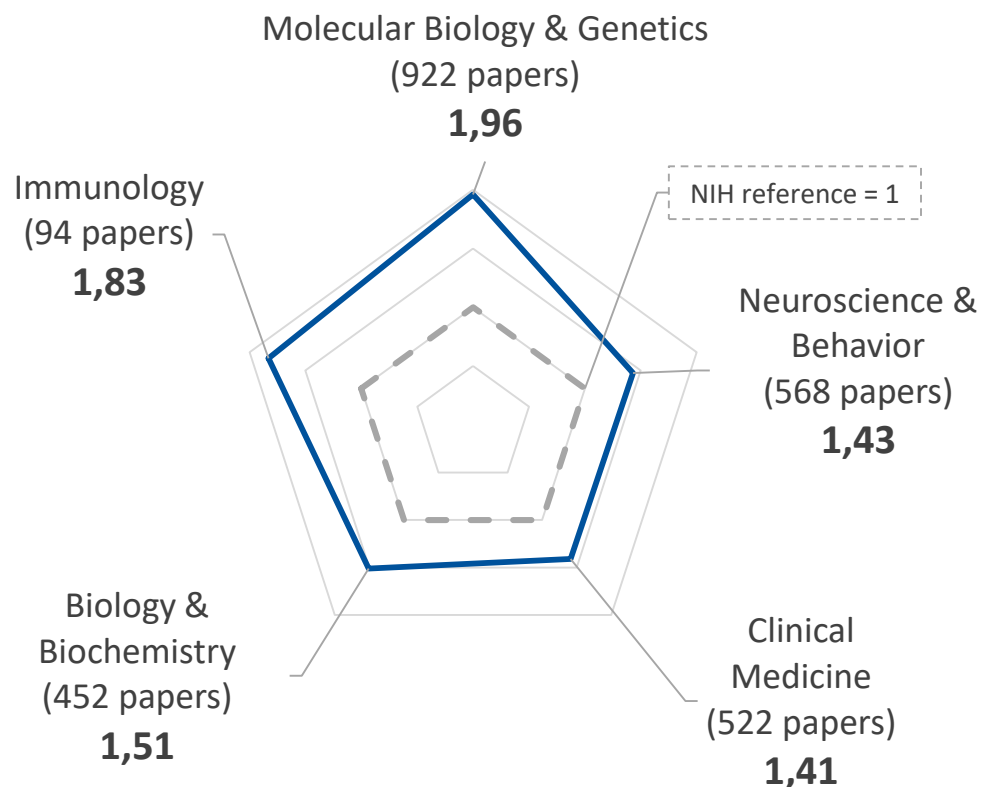 Molecular Biology & Genetics
(922 papers)
1,96
Immunology
(94 papers)
1,83
NIH reference = 1
Neuroscience &
Behavior
(568 papers)
1,43
Biology &
Biochemistry
(452 papers)
1,51
Clinical
Medicine
(522 papers)
1,41